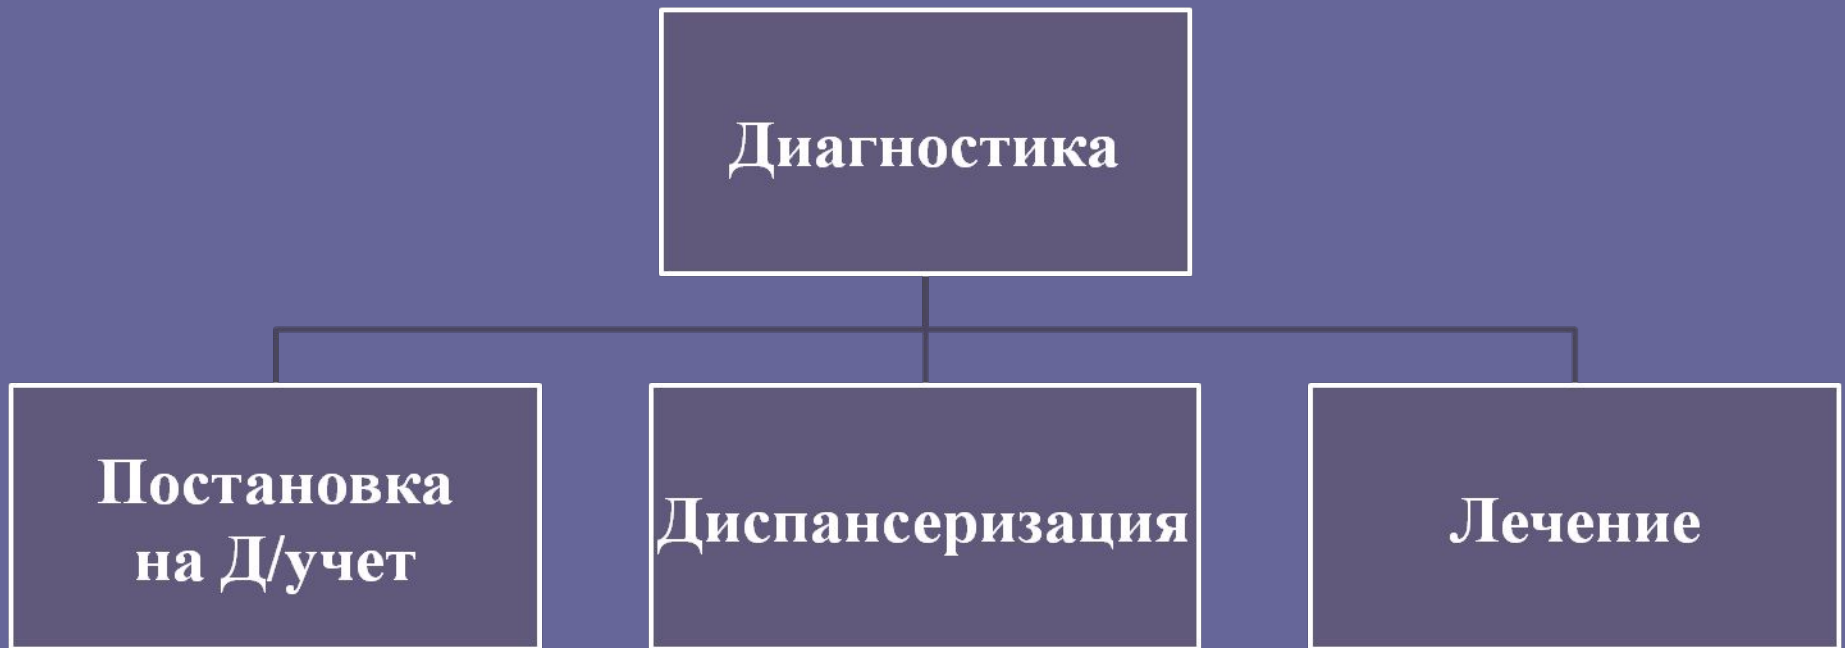 Диагностика
Постановка
на Д/учет
Диспансеризация
Лечение